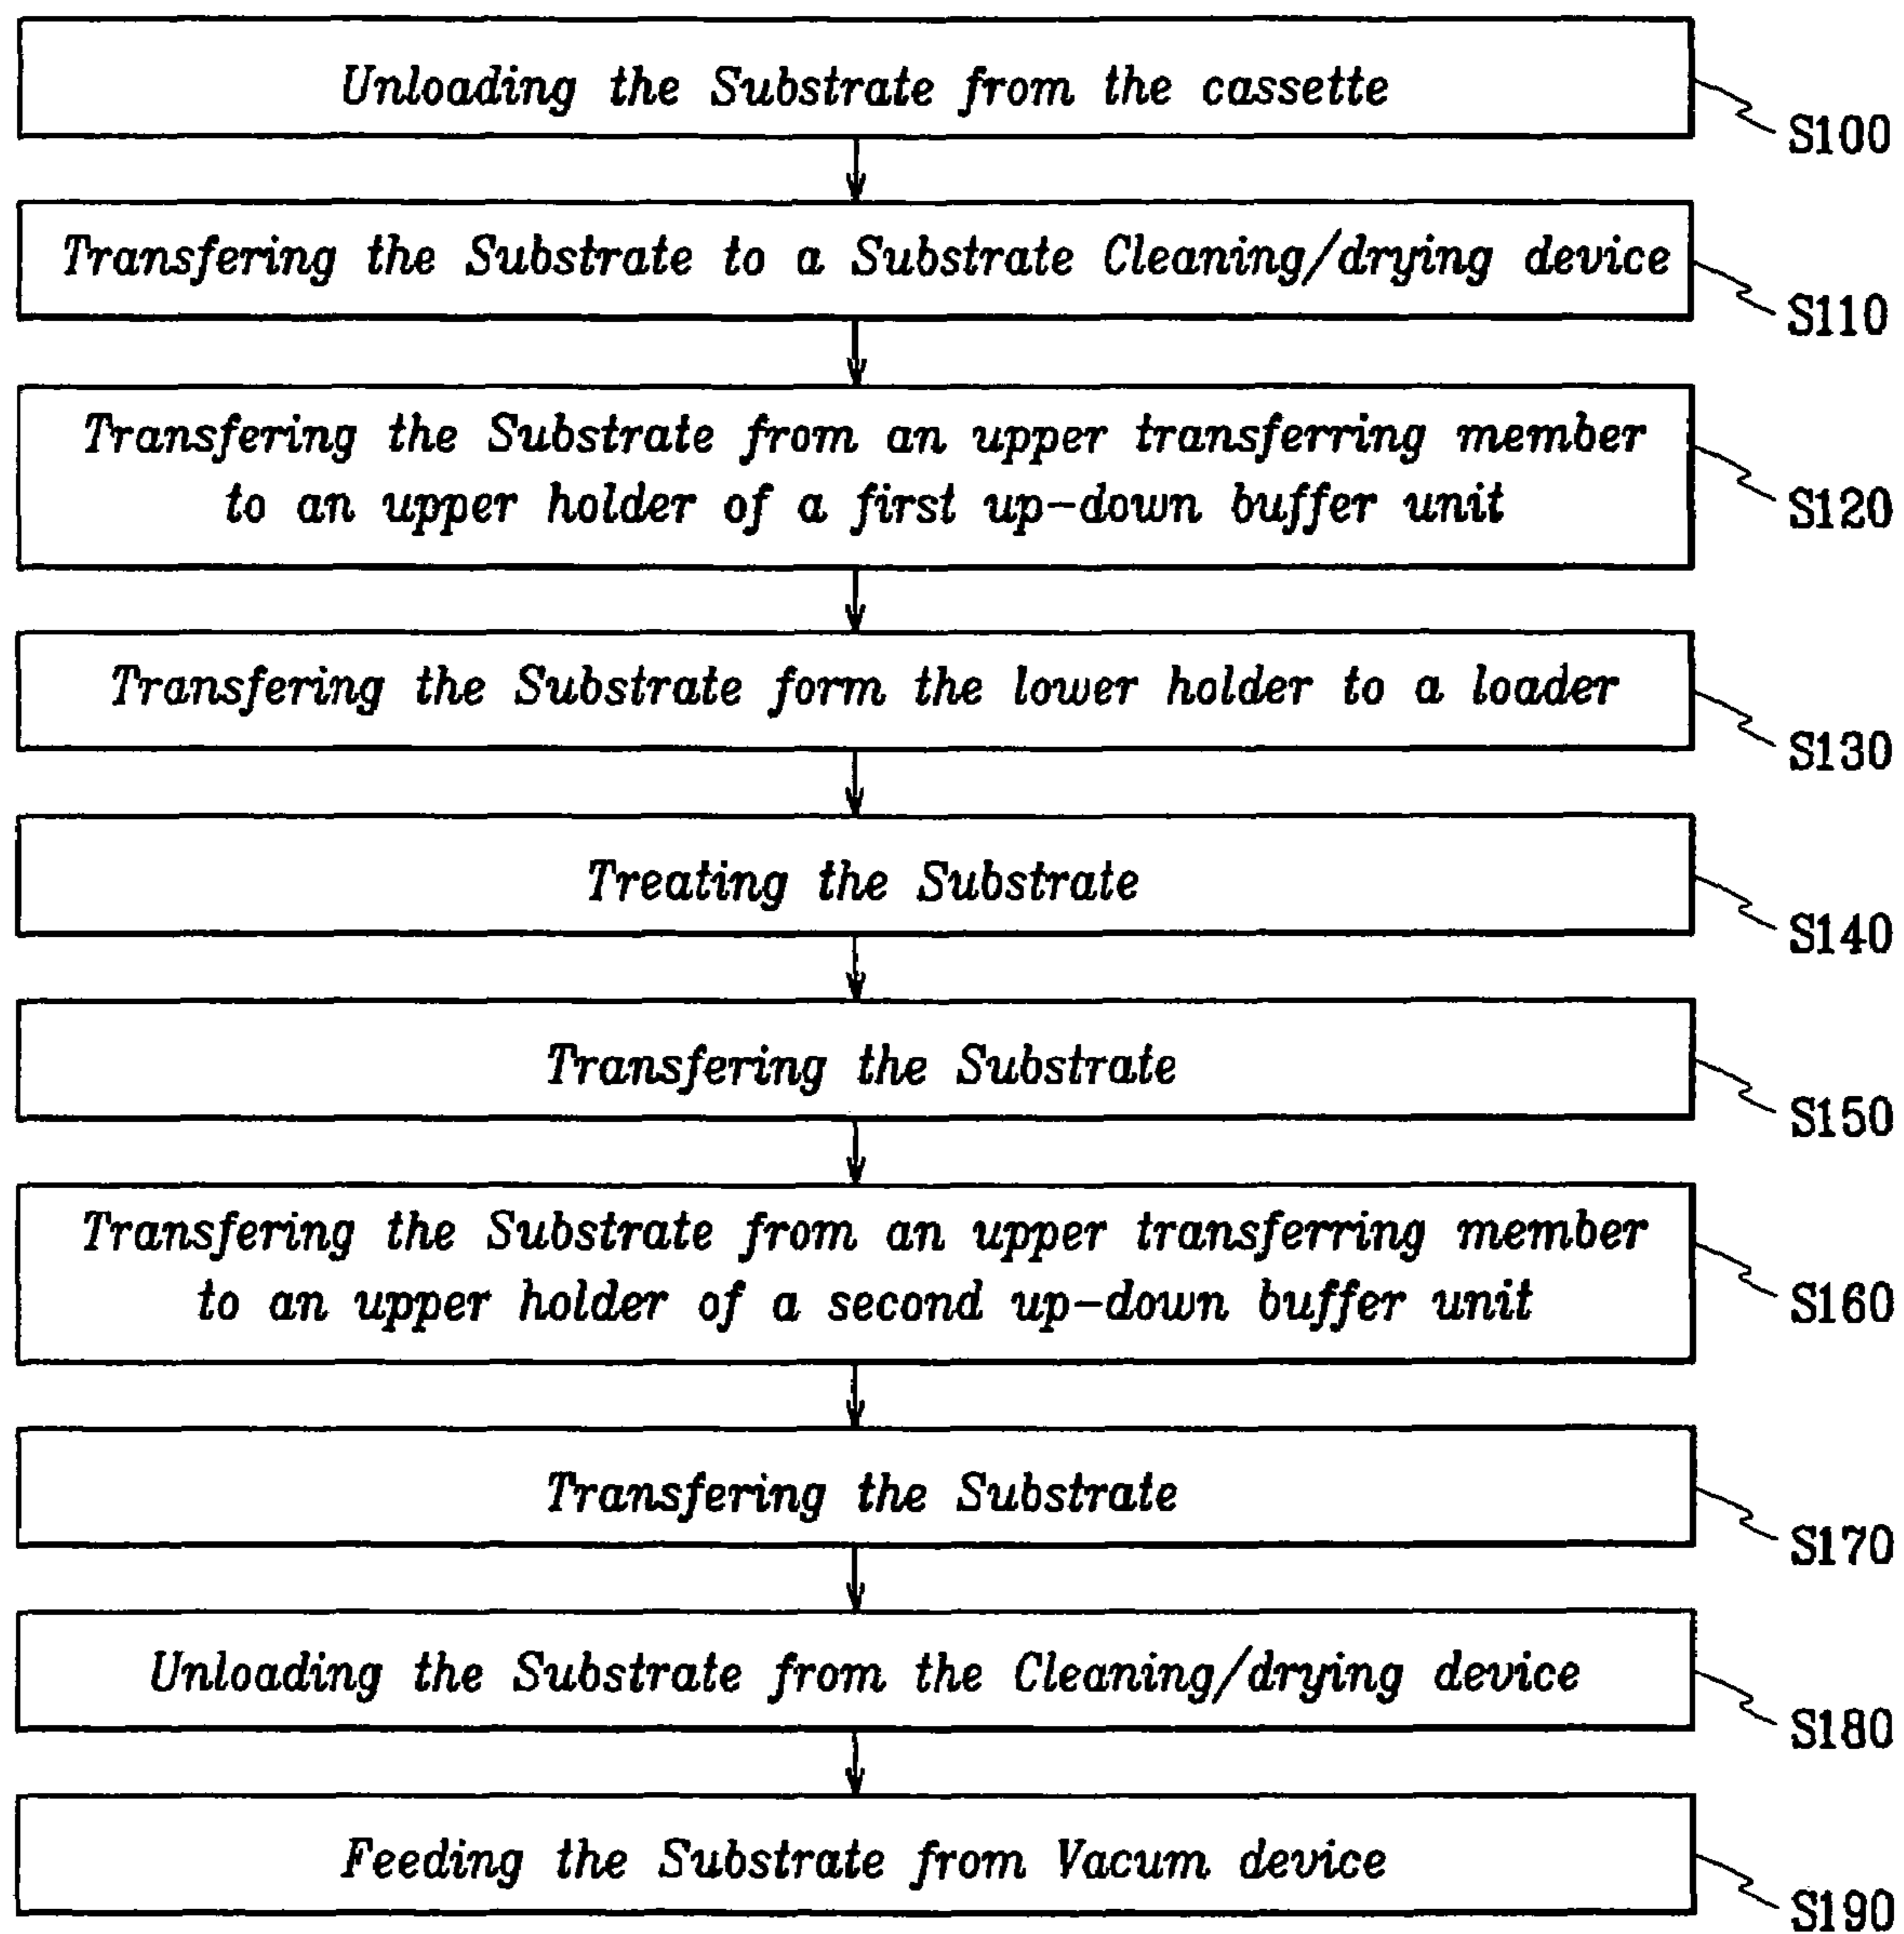 Unloading the Substrate from the cassette
S100
Transfering the Substrate to a Substrate Cleaning/drying device
S110
Transfering the Substrate from an upper transferring member
to an upper holder of a first up-down buffer unit
S120
Transfering the Substrate form the lower holder to a loader
S130
Treating the Substrate
S140
Transfering the Substrate
S150
Transfering the Substrate from an upper transferring member
to an upper holder of a second up-down buffer unit
S160
Transfering the Substrate
S170
Unloading the Substrate from the Cleaning/drying device
S180
Feeding the Substrate from Vacum device
S190